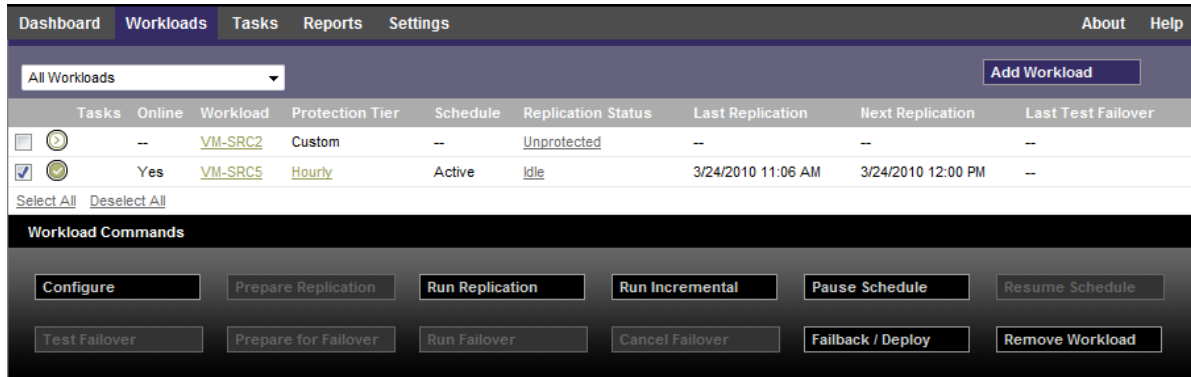 Dashboard Workloads Tasks Reports Settings About Help
All Workloads Add Workload
Tasks Online Workload Protection Tier Schedule Replication Status Last Replication Next Replication Last Test Failover
-- VM-SRC2 Custom -- Unprotected -- -- --
Yes VM-SRC5 Hourly Active Idle 3/24/2010 11:06 AM 3/24/2010 12:00 PM --
Select All Deselect All
Workload Commands
Configure Prepare Replication Run Replication Run Incremental Pause Schedule Resume Schedule
Test Failover Prepare for Failover Run Failover Cancel Failover Failback / Deploy Remove Workload